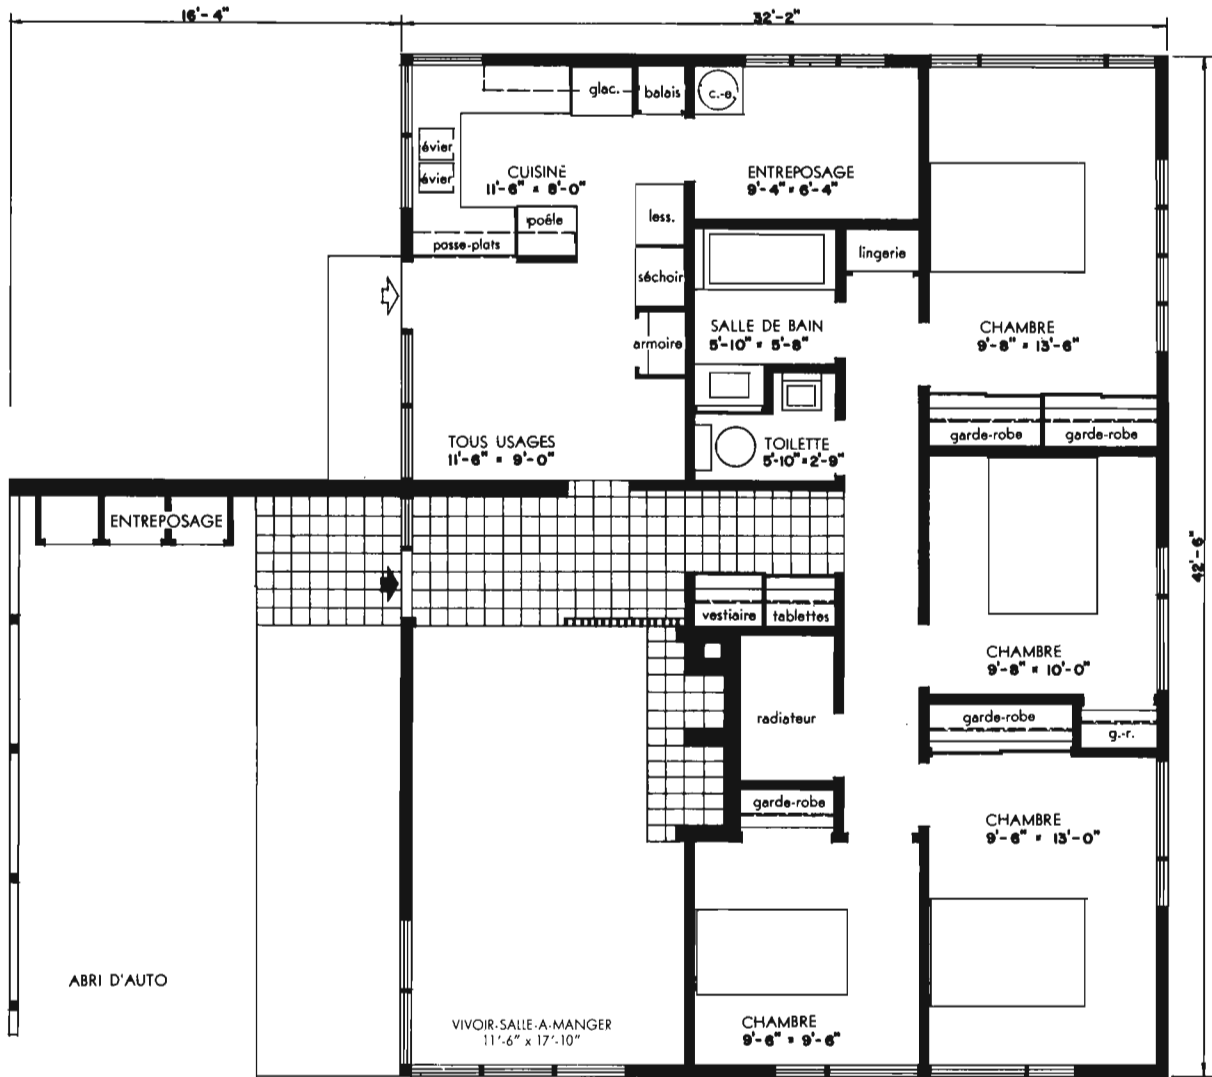 16'-4"
32'-2"
glac.
balais
c.-e.
évier
évier
CUISINE
11'-6" = 8'-0"
ENTREPOSAGE
9'-4" = 6'-4"
less.
poêle
passe-plats
lingerie
séchoir
SALLE DE BAIN
5'-10" = 5'-8"
CHAMBRE
9'-8" = 13'-6"
armoire
garde-robe
garde-robe
TOUS USAGES
11'-6" = 9'-0"
TOILETTE
5'-10" = 2'-9"
ENTREPOSAGE
42'-6"
vestiaire
tablettes
CHAMBRE
9'-8" = 10'-0"
radiateur
garde-robe
g.-r.
garde-robe
CHAMBRE
9'-6" = 13'-0"
ABRI D'AUTO
VIVOIR-SALLE-A-MANGER
11'-6" x 17'-10"
CHAMBRE
9'-6" = 9'-6"